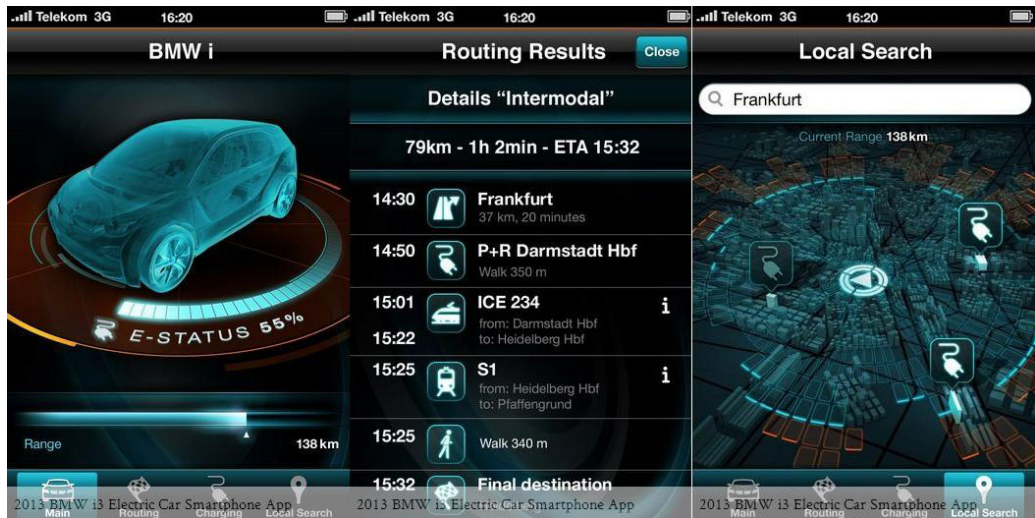 Telekom 3G 16:20
BMW i
E-STATUS 55%
Range 138 km
Main Routing Charging Local Search
2013 BMW i3 Electric Car Smartphone App
Telekom 3G 16:20
Routing Results Close
Details “Intermodal”
79km - 1h 2min - ETA 15:32
14:30 Frankfurt
37 km, 20 minutes
14:50 P+R Darmstadt Hbf
Walk 350 m
15:01 ICE 234 i
from: Darmstadt Hbf
15:22 to: Heidelberg Hbf
15:25 S1 i
from: Heidelberg Hbf
to: Pfaffengrund
15:25 Walk 340 m
15:32 Final destination
2013 BMW i3 Electric Car Smartphone App
Telekom 3G 16:20
Local Search
Frankfurt
Current Range 138 km
Main Routing Charging Local Search
2013 BMW i3 Electric Car Smartphone App